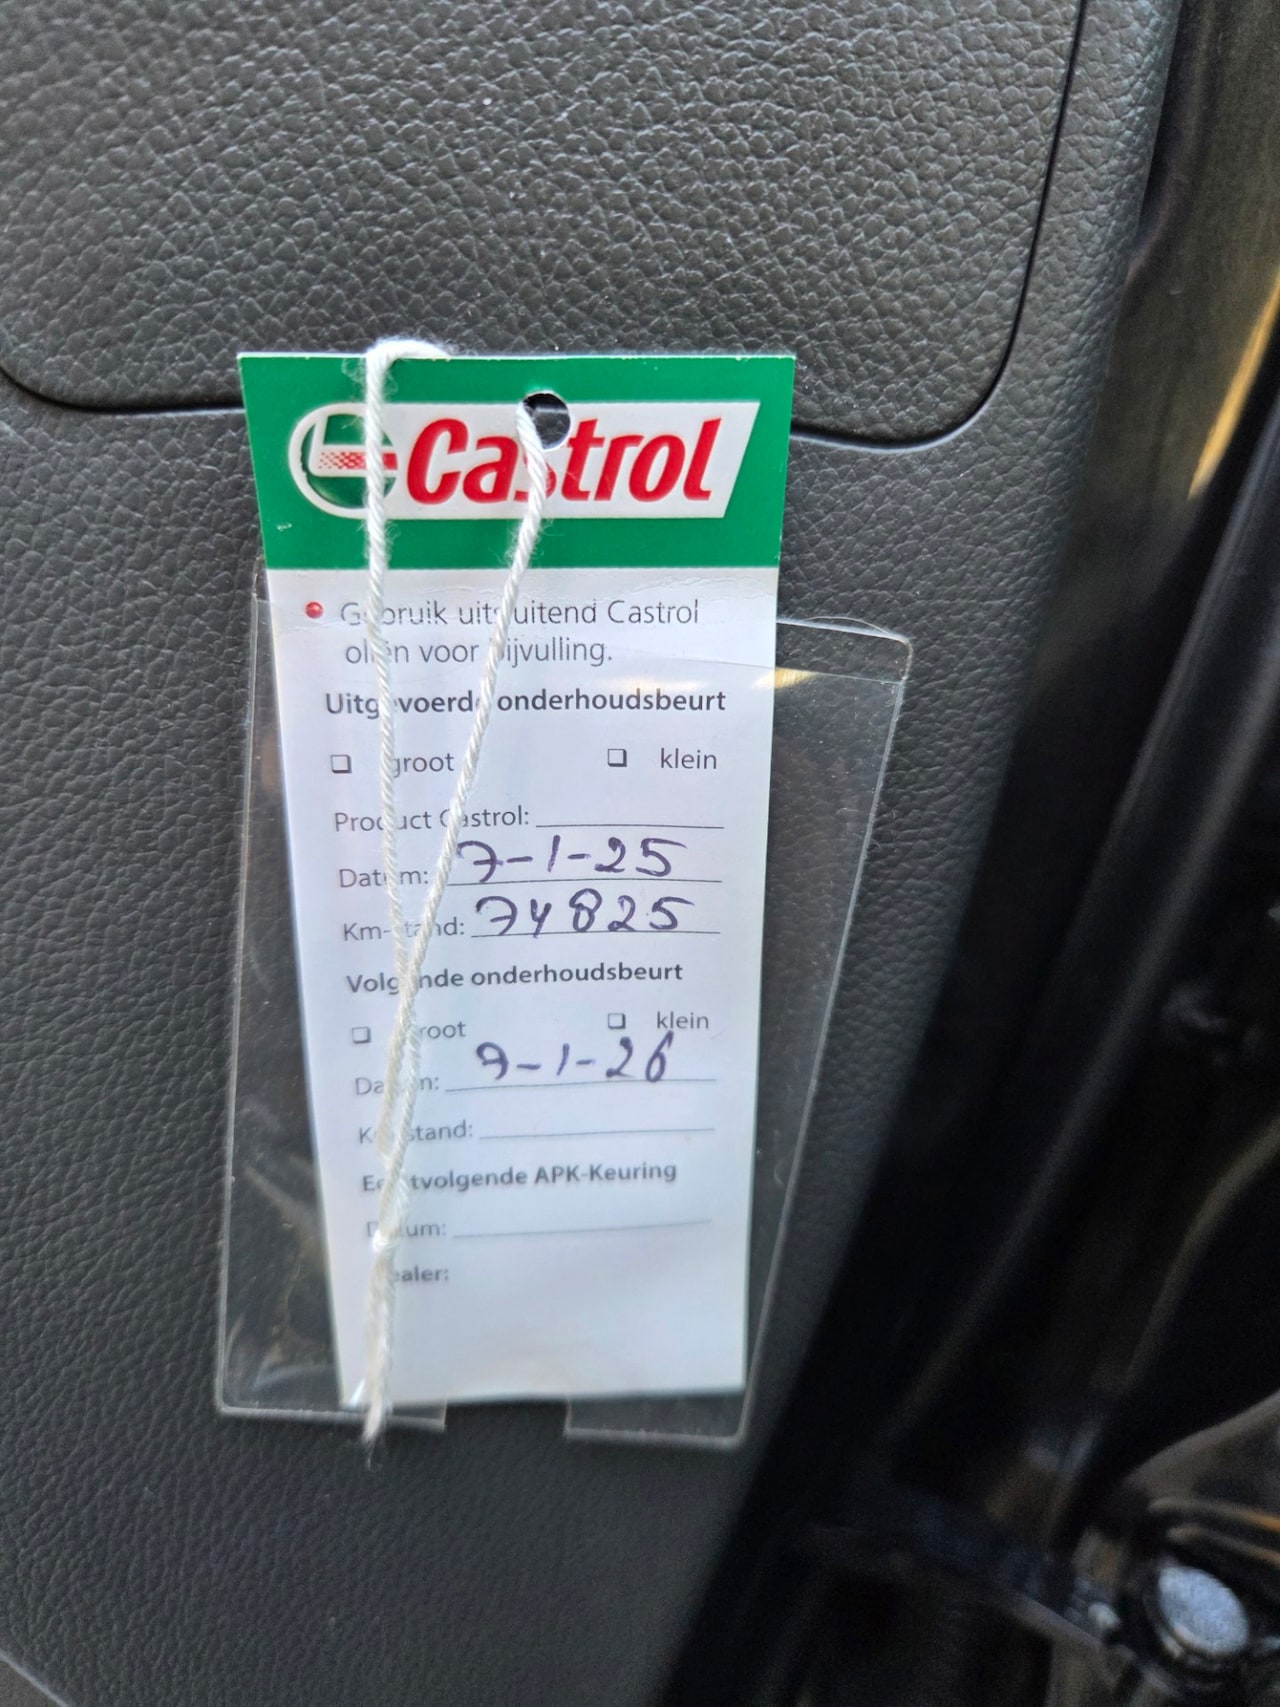 Castrol
Gebruik uitsluitend Castrol
oliën voor bijvulling.
Uitgevoerde onderhoudsbeurt
groot klein
Product Castrol:
Datum: 7-1-25
Km-stand: 74825
Volgende onderhoudsbeurt
groot klein
Datum: 7-1-26
Km-stand:
Eerstvolgende APK-Keuring
Datum:
Dealer: